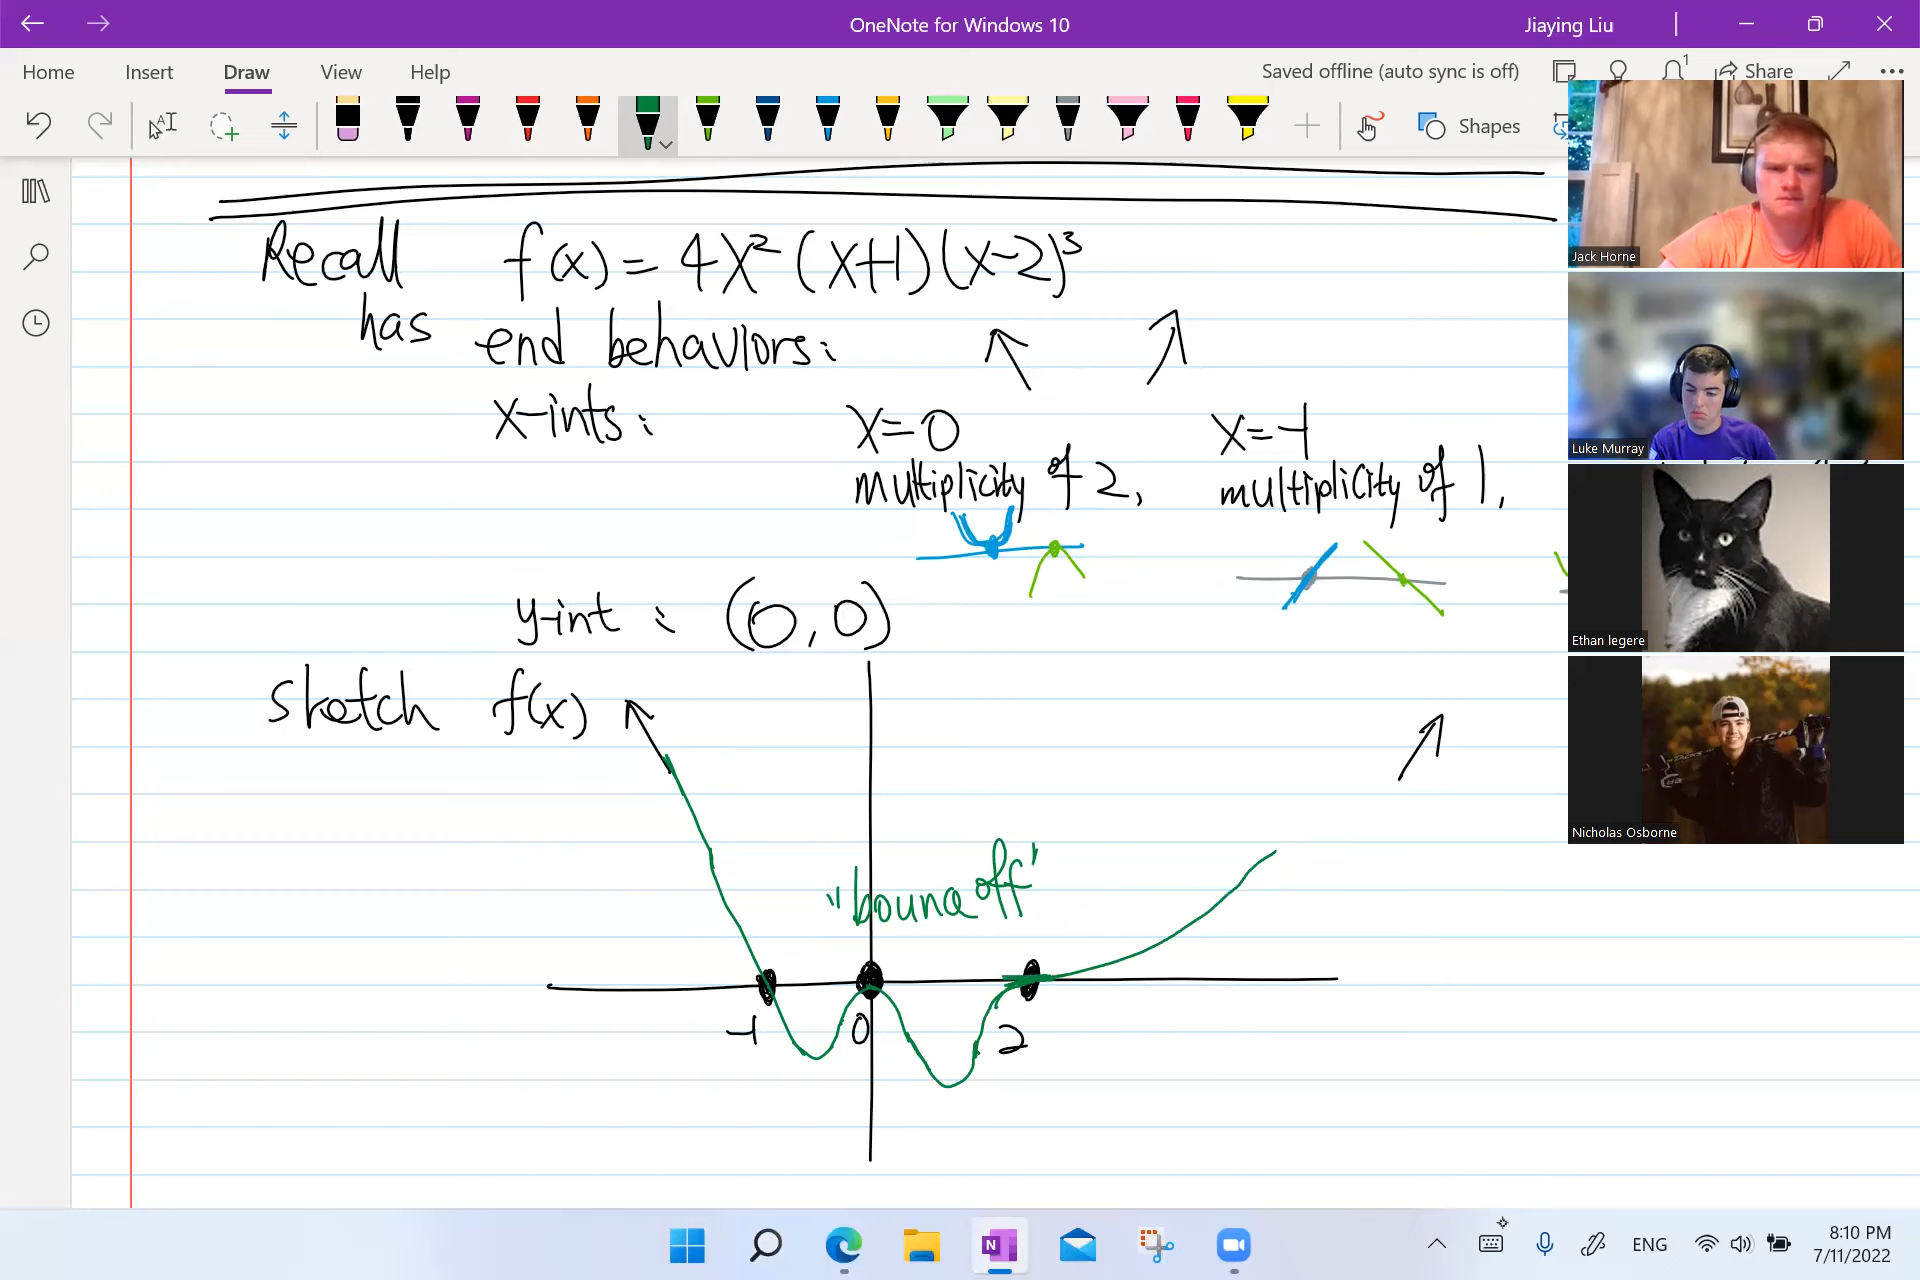 OneNote for Windows 10
Jiaying Liu
Home Insert Draw View Help
Saved offline (auto sync is off)
1
Share
Shapes
Recall f(x) = 4x² (x+1)(x-2)³
has end behaviors:
x-ints: x=0 x=-1
multiplicity of 2, multiplicity of 1,
y-int : (0,0)
Sketch f(x)
"bounce off"
-1 0 2
Jack Horne
Luke Murray
Ethan legere
Nicholas Osborne
ENG
8:10 PM
7/11/2022